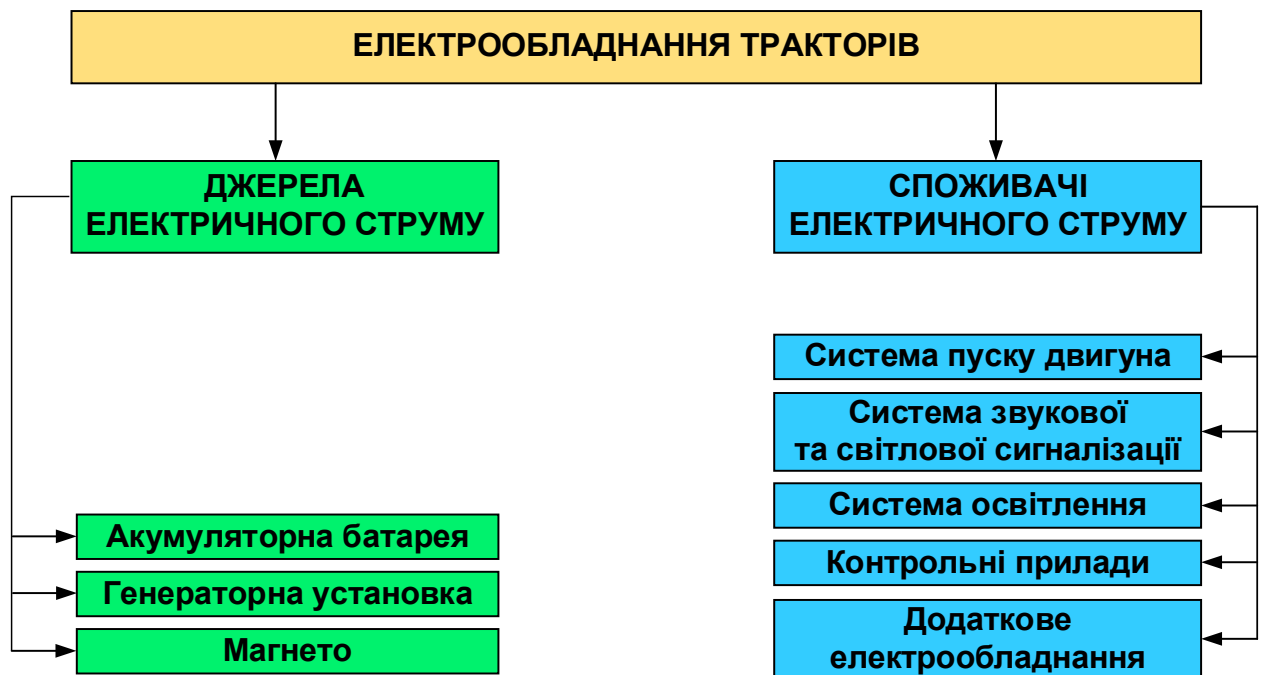 ЕЛЕКТРООБЛАДНАННЯ ТРАКТОРІВ
ДЖЕРЕЛА
ЕЛЕКТРИЧНОГО СТРУМУ
Акумуляторна батарея
Генераторна установка
Магнето
СПОЖИВАЧІ
ЕЛЕКТРИЧНОГО СТРУМУ
Система пуску двигуна
Система звукової
та світлової сигналізації
Система освітлення
Контрольні прилади
Додаткове
електрообладнання